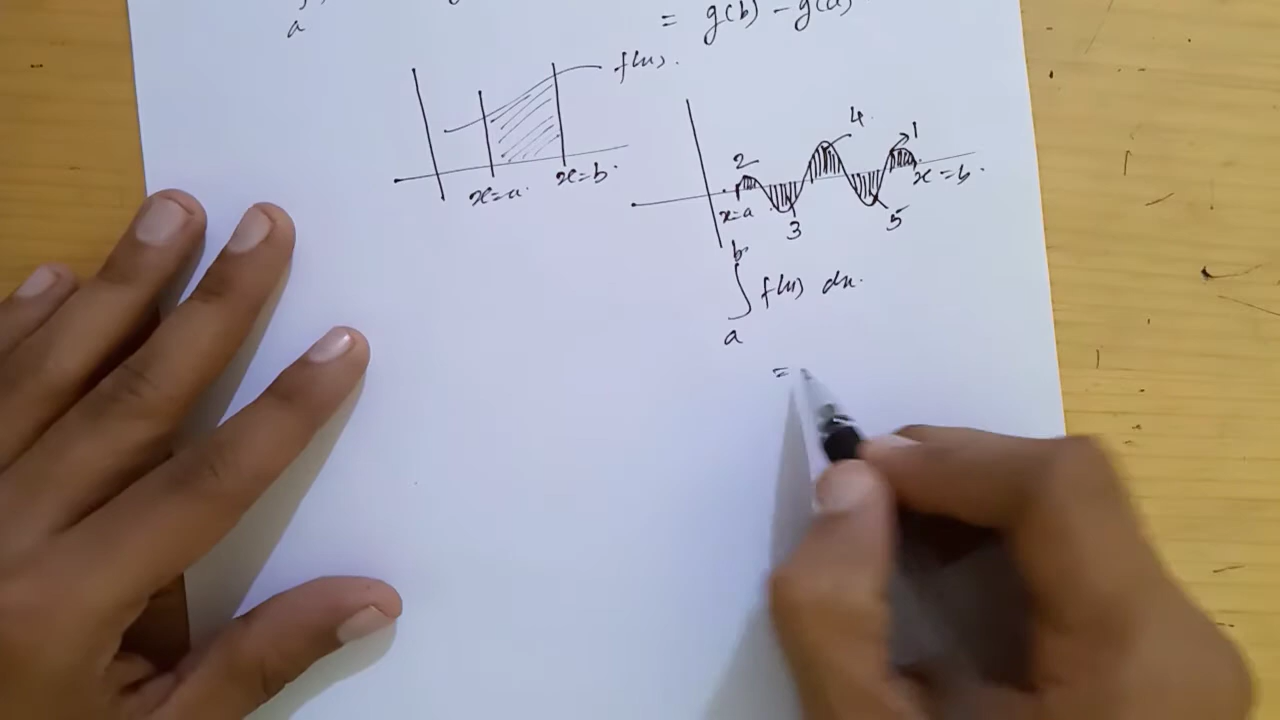 a
= g(b) - g(a)
f(x).
x=a. x=b.
2 4 1
x=a 3 5 x=b.
b
∫ f(x) dx.
a
=